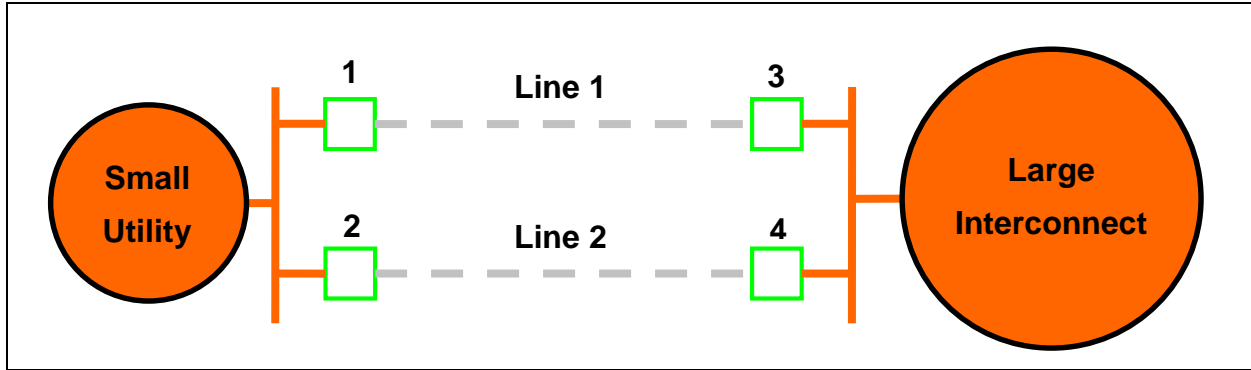 1
Line 1
3
Small
Utility
Large
Interconnect
2
Line 2
4